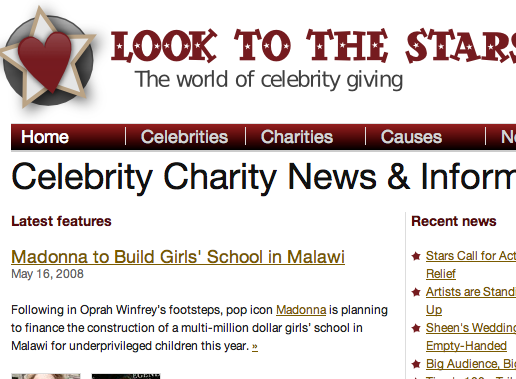 LOOK TO THE STARS
The world of celebrity giving
Home Celebrities Charities Causes
Celebrity Charity News & Inform
Latest features
Madonna to Build Girls' School in Malawi
May 16, 2008
Following in Oprah Winfrey's footsteps, pop icon Madonna is planning
to finance the construction of a multi-million dollar girls' school in
Malawi for underprivileged children this year. »
Recent news
Stars Call for Act
Relief
Artists are Stand
Up
Sheen's Wedding
Empty-Handed
Big Audience, Big